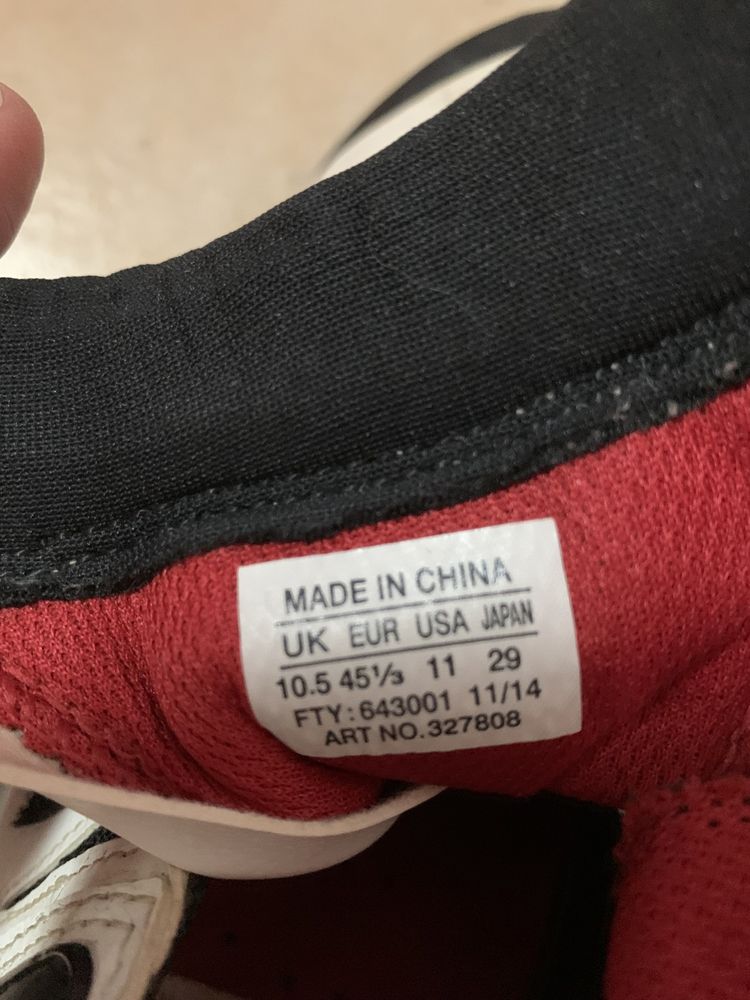 MADE IN CHINA
UK EUR USA JAPAN
10.5 45⅓ 11 29
FTY: 643001 11/14
ART NO. 327808